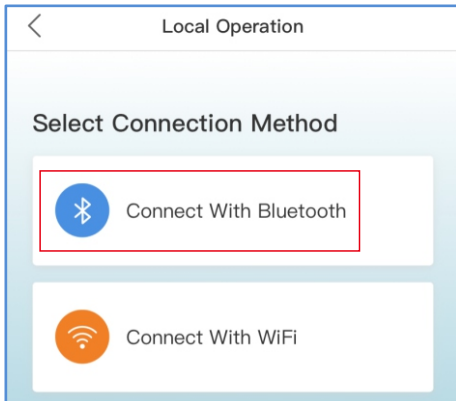 Local Operation
Select Connection Method
Connect With Bluetooth
Connect With WiFi